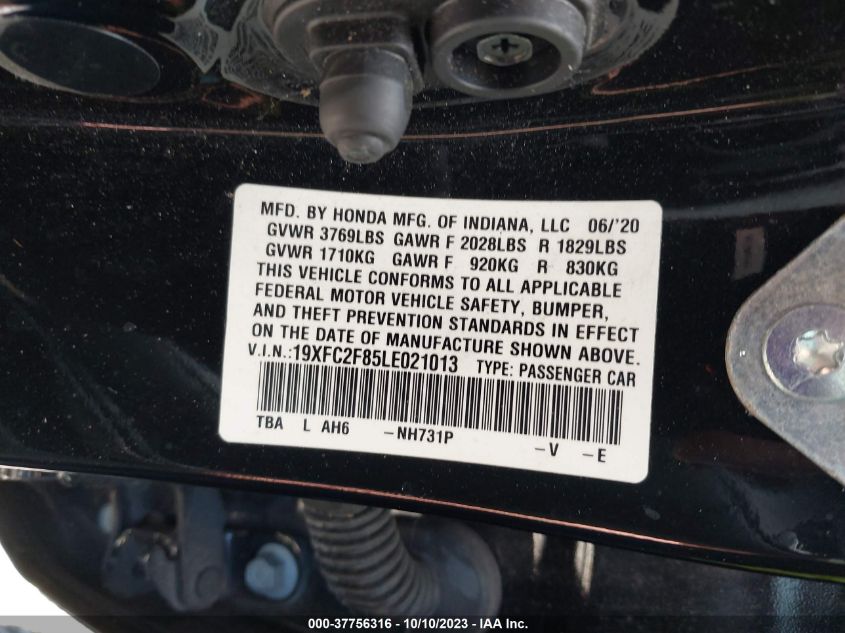 MFD. BY HONDA MFG. OF INDIANA, LLC 06/'20
GVWR 3769LBS GAWR F 2028LBS R 1829LBS
GVWR 1710KG GAWR F 920KG R 830KG
THIS VEHICLE CONFORMS TO ALL APPLICABLE
FEDERAL MOTOR VEHICLE SAFETY, BUMPER,
AND THEFT PREVENTION STANDARDS IN EFFECT
ON THE DATE OF MANUFACTURE SHOWN ABOVE.
V.I.N.:19XFC2F85LE021013 TYPE: PASSENGER CAR
TBA L AH6 -NH731P -V -E
000-37756316 - 10/10/2023 - IAA Inc.